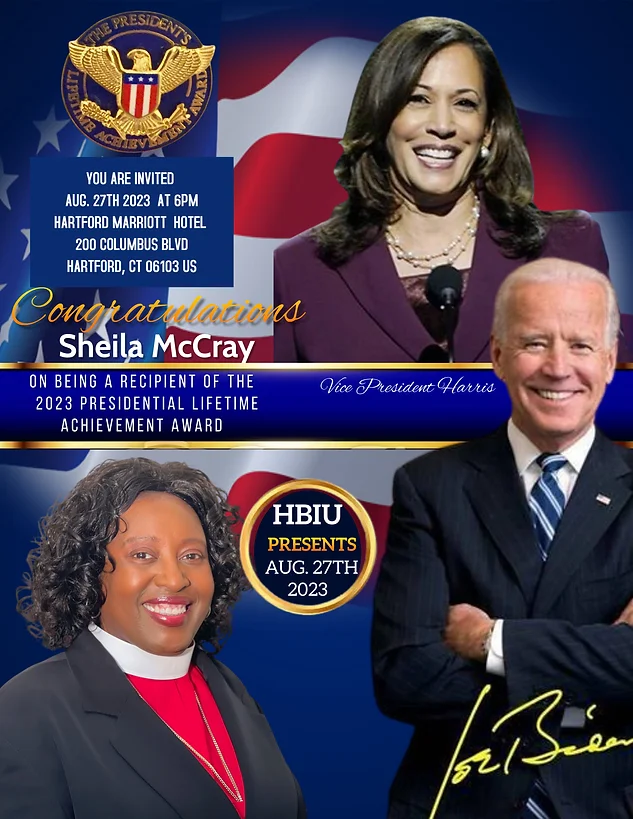 THE PRESIDENT'S
LIFETIME ACHIEVEMENT AWARD
YOU ARE INVITED
AUG. 27TH 2023 AT 6PM
HARTFORD MARRIOTT HOTEL
200 COLUMBUS BLVD
HARTFORD, CT 06103 US
Congratulations
Sheila McCray
ON BEING A RECIPIENT OF THE
2023 PRESIDENTIAL LIFETIME
ACHIEVEMENT AWARD
Vice President Harris
HBIU
PRESENTS
AUG. 27TH
2023
Joe Biden